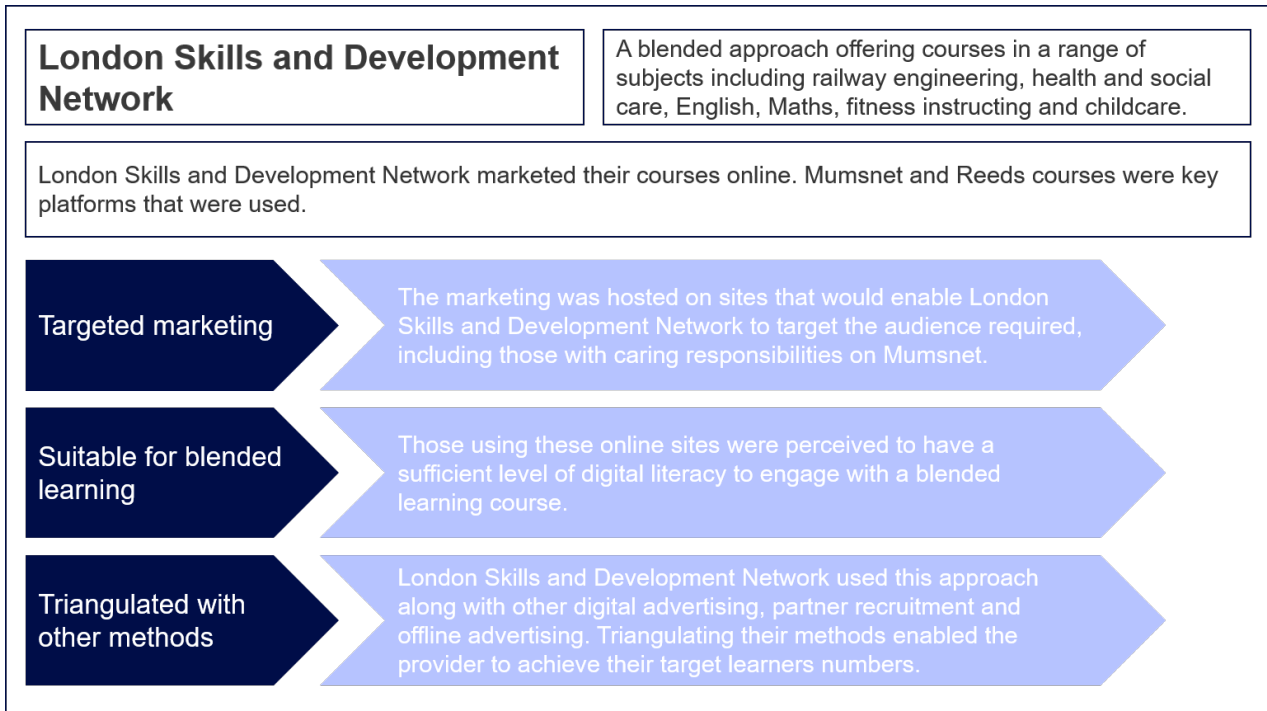 London Skills and Development
Network
A blended approach offering courses in a range of
subjects including railway engineering, health and social
care, English, Maths, fitness instructing and childcare.
London Skills and Development Network marketed their courses online. Mumsnet and Reeds courses were key
platforms that were used.
Targeted marketing
The marketing was hosted on sites that would enable London
Skills and Development Network to target the audience required,
including those with caring responsibilities on Mumsnet.
Suitable for blended
learning
Those using these online sites were perceived to have a
sufficient level of digital literacy to engage with a blended
learning course.
Triangulated with
other methods
London Skills and Development Network used this approach
along with other digital advertising, partner recruitment and
offline advertising. Triangulating their methods enabled the
provider to achieve their target learners numbers.